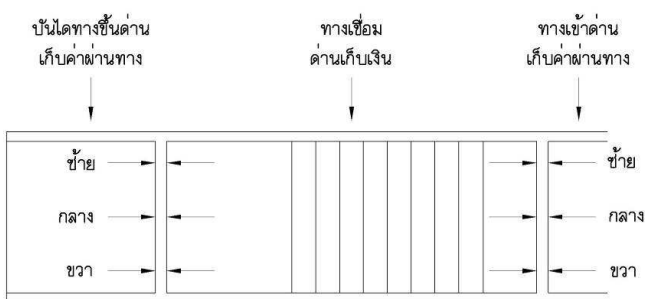 บันไดทางขึ้นด่าน
เก็บค่าผ่านทาง
ทางเชื่อม
ด่านเก็บเงิน
ทางเข้าด่าน
เก็บค่าผ่านทาง
ซ้าย
ซ้าย
กลาง
กลาง
ขวา
ขวา